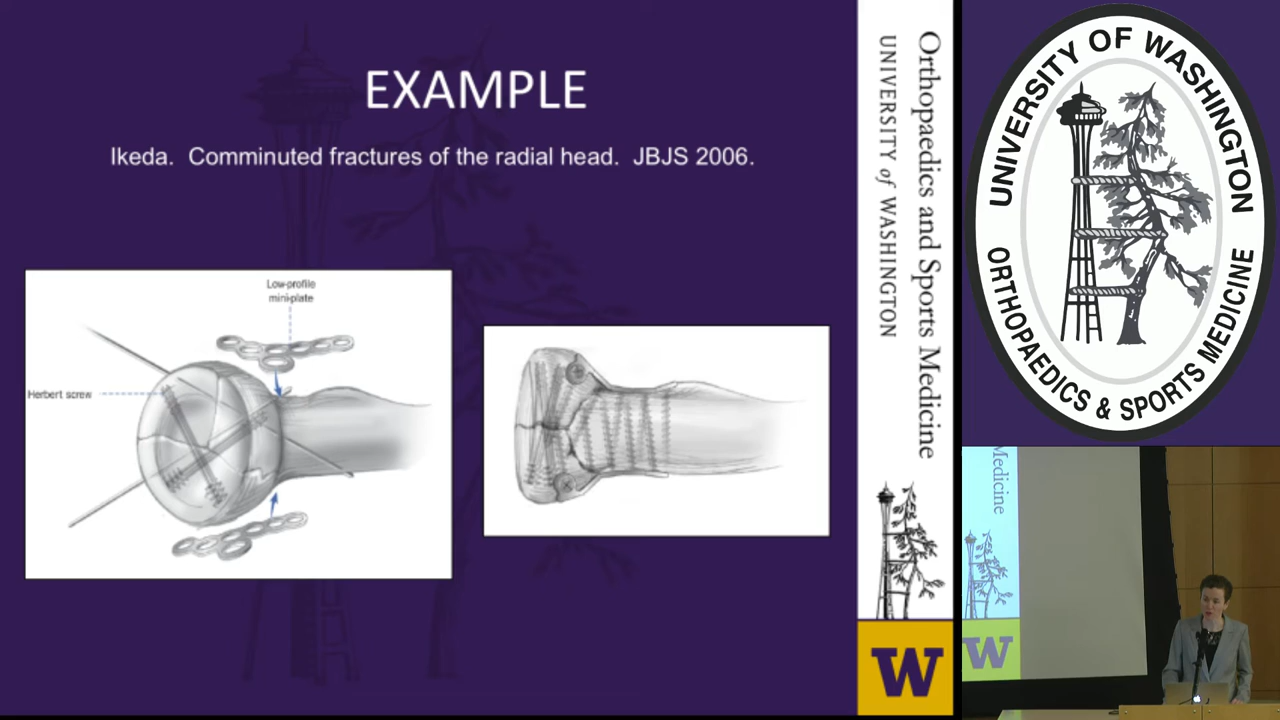 EXAMPLE
Ikeda. Comminuted fractures of the radial head. JBJS 2006.
Low-profile
mini-plate
Herbert screw
Orthopaedics and Sports Medicine
UNIVERSITY of WASHINGTON
W
UNIVERSITY OF WASHINGTON
ORTHOPAEDICS & SPORTS MEDICINE
Medicine
W